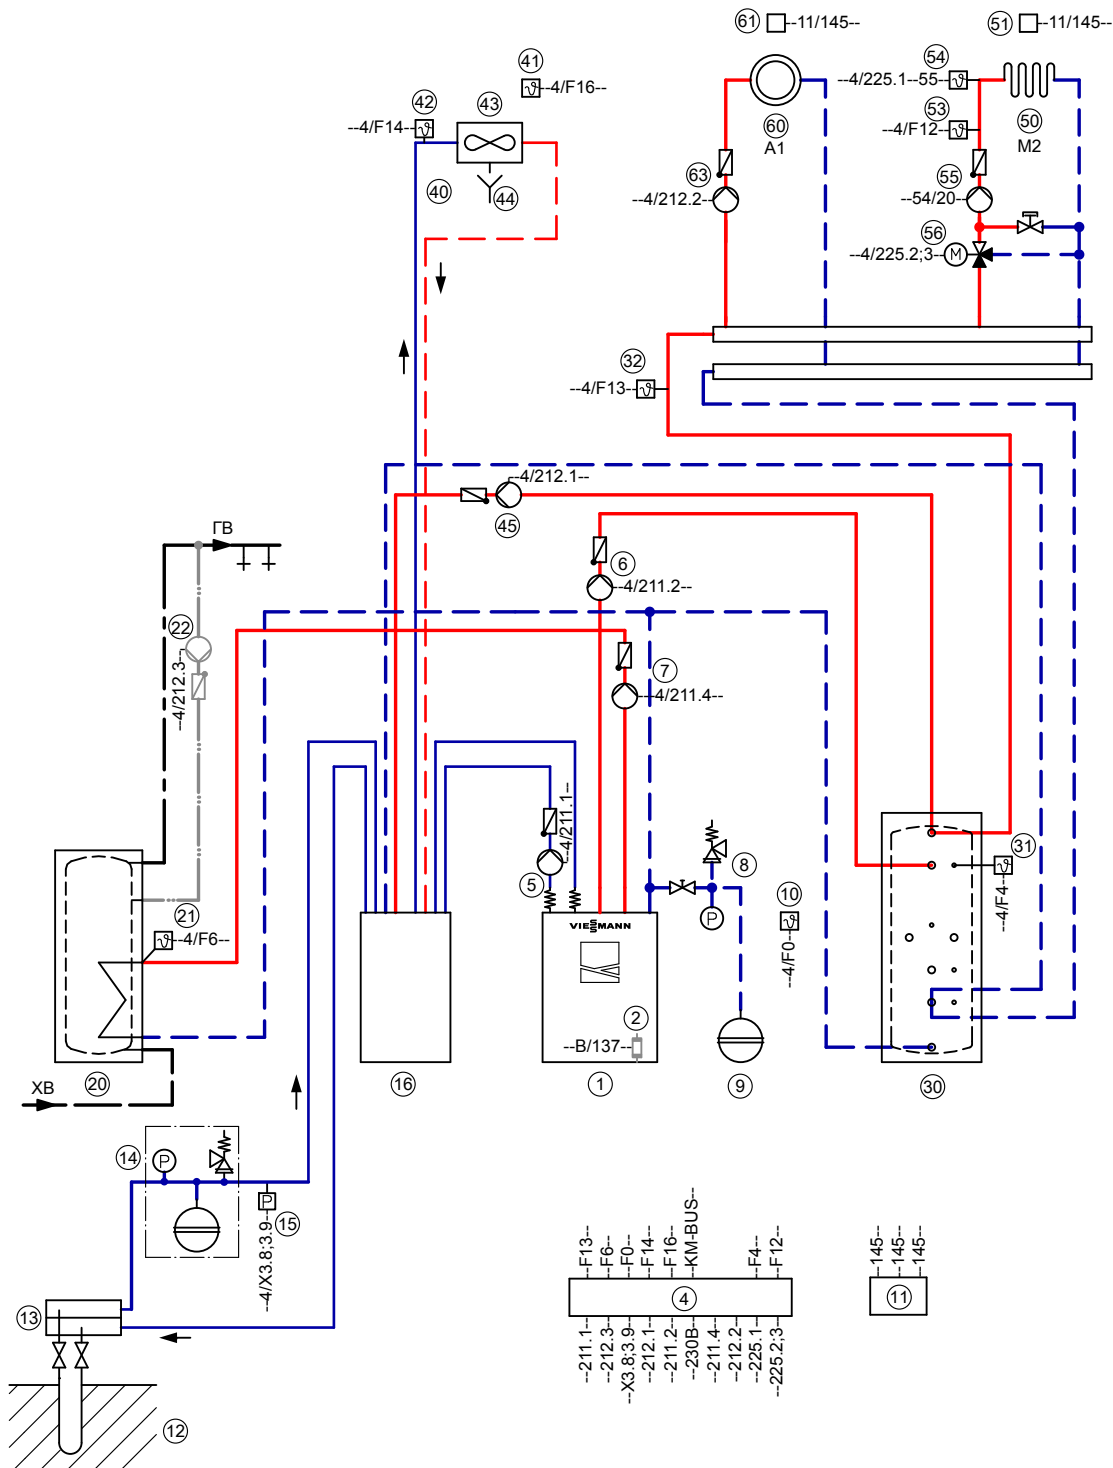 61 --11/145--
51 --11/145--
41 --4/F16--
42 43
--4/F14--
54
--4/225.1--55--
53
--4/F12--
60
A1
50
M2
40 44
63
--4/212.2--
55
--54/20--
56
--4/225.2;3-- M
32
--4/F13--
--4/212.1--
45
ГВ
6
--4/211.2--
22
--4/212.3--
7
--4/211.4--
--4/211.1--
5
8
P
31
--4/F4--
10
--4/F0--
21
--4/F6--
VIESMANN
2
--B/137--
20
16
1
9
30
ХВ
14 P
P 15
--4/X3.8;3.9--
13
12
--F13--
--F6--
--F0--
--F14--
--F16--
--KM-BUS--
--F4--
--F12--
4
--211.1--
--212.3--
--X3.8;3.9--
--212.1--
--211.2--
--230B--
--211.4--
--212.2--
--225.1--
--225.2;3--
--145--
--145--
--145--
11